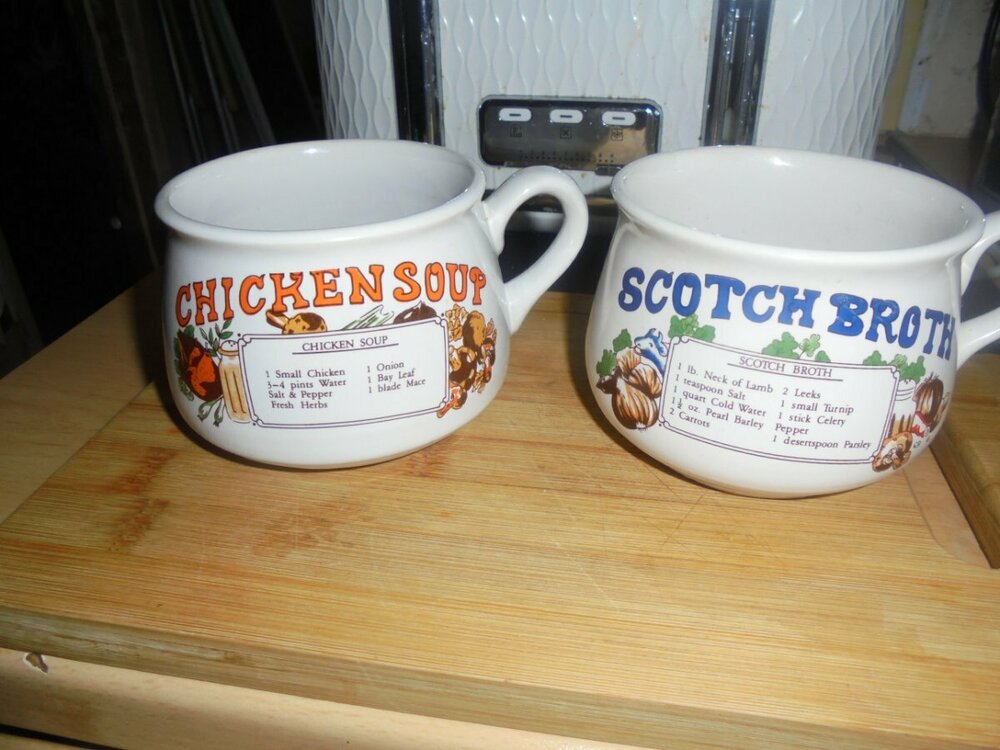 CHICKEN SOUP
CHICKEN SOUP
1 Small Chicken
3-4 pints Water
Salt & Pepper
Fresh Herbs
1 Onion
1 Bay Leaf
1 blade Mace
SCOTCH BROTH
SCOTCH BROTH
1 lb. Neck of Lamb
1 teaspoon Salt
1 quart Cold Water
1½ oz. Pearl Barley
2 Carrots
2 Leeks
1 small Turnip
1 stick Celery
Pepper
1 desertspoon Parsley